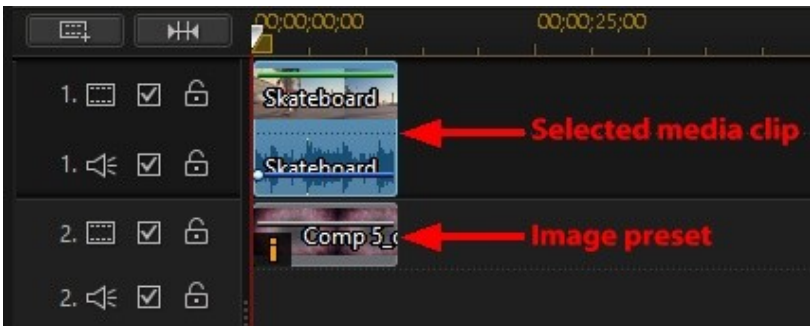 00;00;00;00 00;00;25;00
1. Skateboard
Selected media clip
1. Skateboard
2. Comp 5_
Image preset
2.